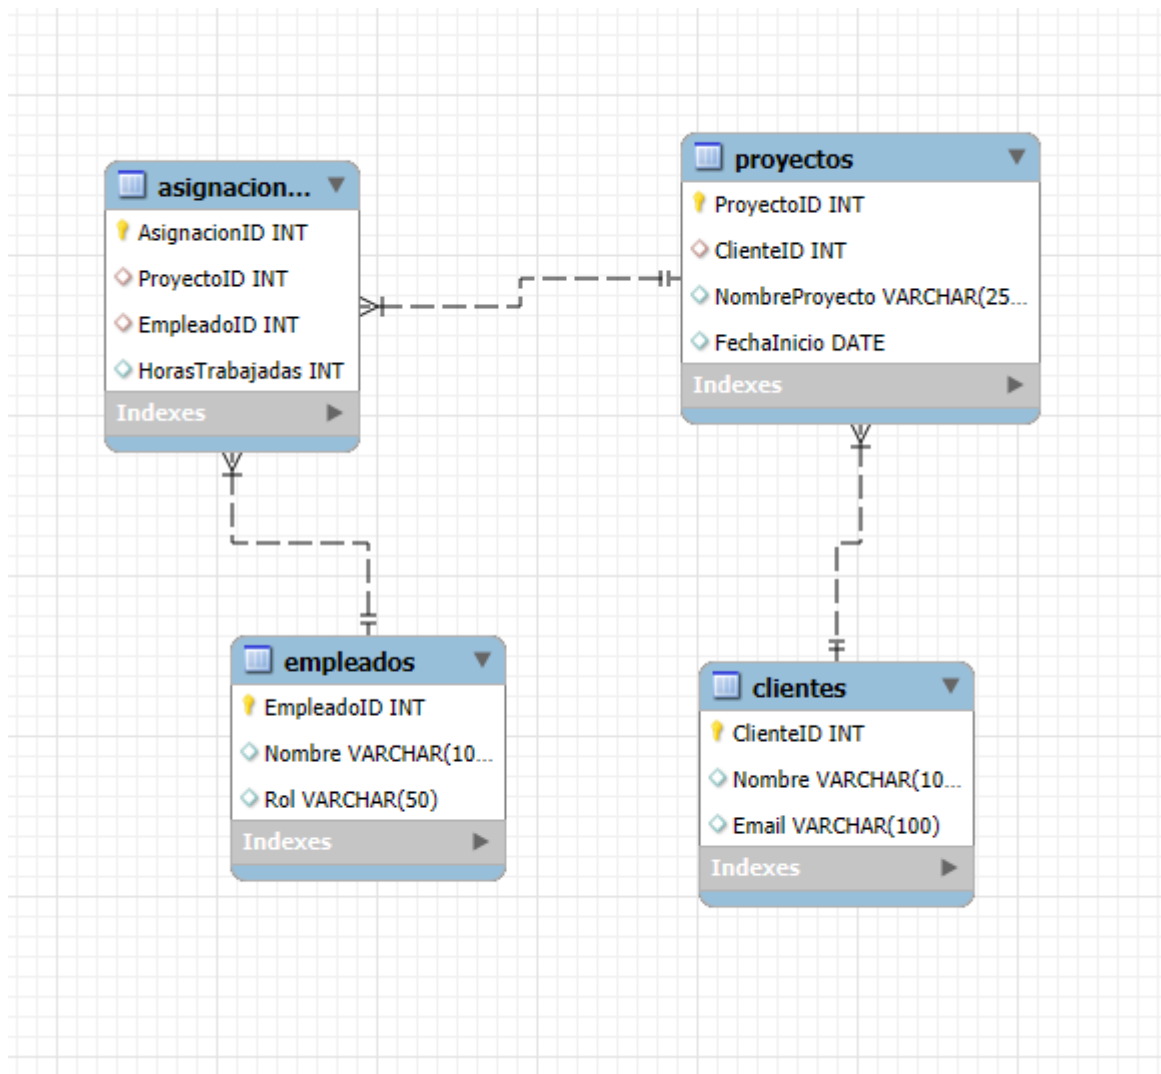 asignacion...
AsignacionID INT
ProyectoID INT
EmpleadoID INT
HorasTrabajadas INT
Indexes
proyectos
ProyectoID INT
ClienteID INT
NombreProyecto VARCHAR(25...
FechaInicio DATE
Indexes
empleados
EmpleadoID INT
Nombre VARCHAR(10...
Rol VARCHAR(50)
Indexes
clientes
ClienteID INT
Nombre VARCHAR(10...
Email VARCHAR(100)
Indexes